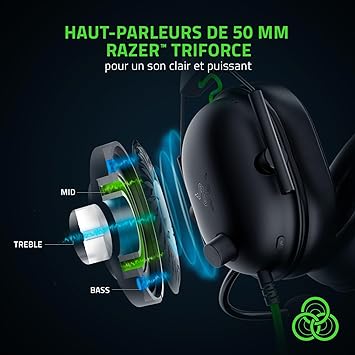 HAUT-PARLEURS DE 50 MM
RAZER™ TRIFORCE
pour un son clair et puissant
MID
TREBLE
BASS